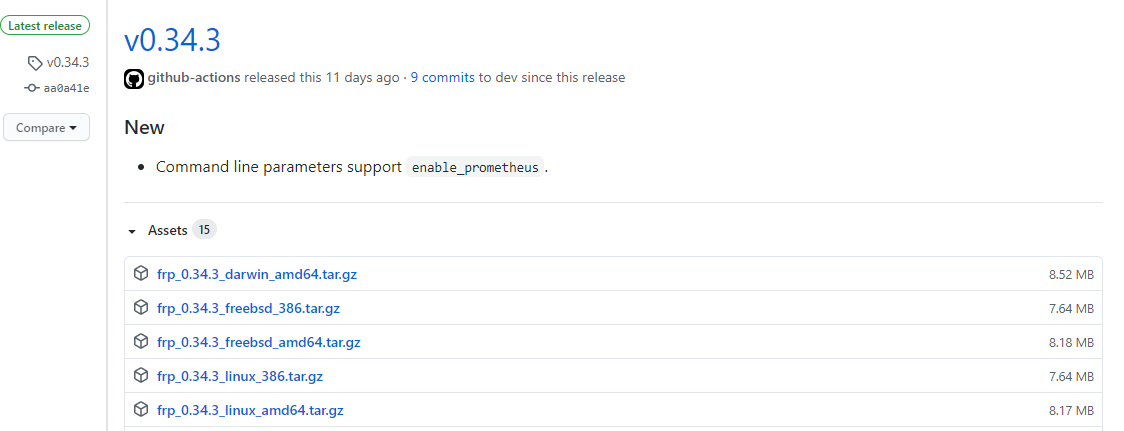 Latest release
v0.34.3
aa0a41e
Compare
v0.34.3
github-actions released this 11 days ago · 9 commits to dev since this release
New
• Command line parameters support enable_prometheus.
Assets 15
frp_0.34.3_darwin_amd64.tar.gz 8.52 MB
frp_0.34.3_freebsd_386.tar.gz 7.64 MB
frp_0.34.3_freebsd_amd64.tar.gz 8.18 MB
frp_0.34.3_linux_386.tar.gz 7.64 MB
frp_0.34.3_linux_amd64.tar.gz 8.17 MB